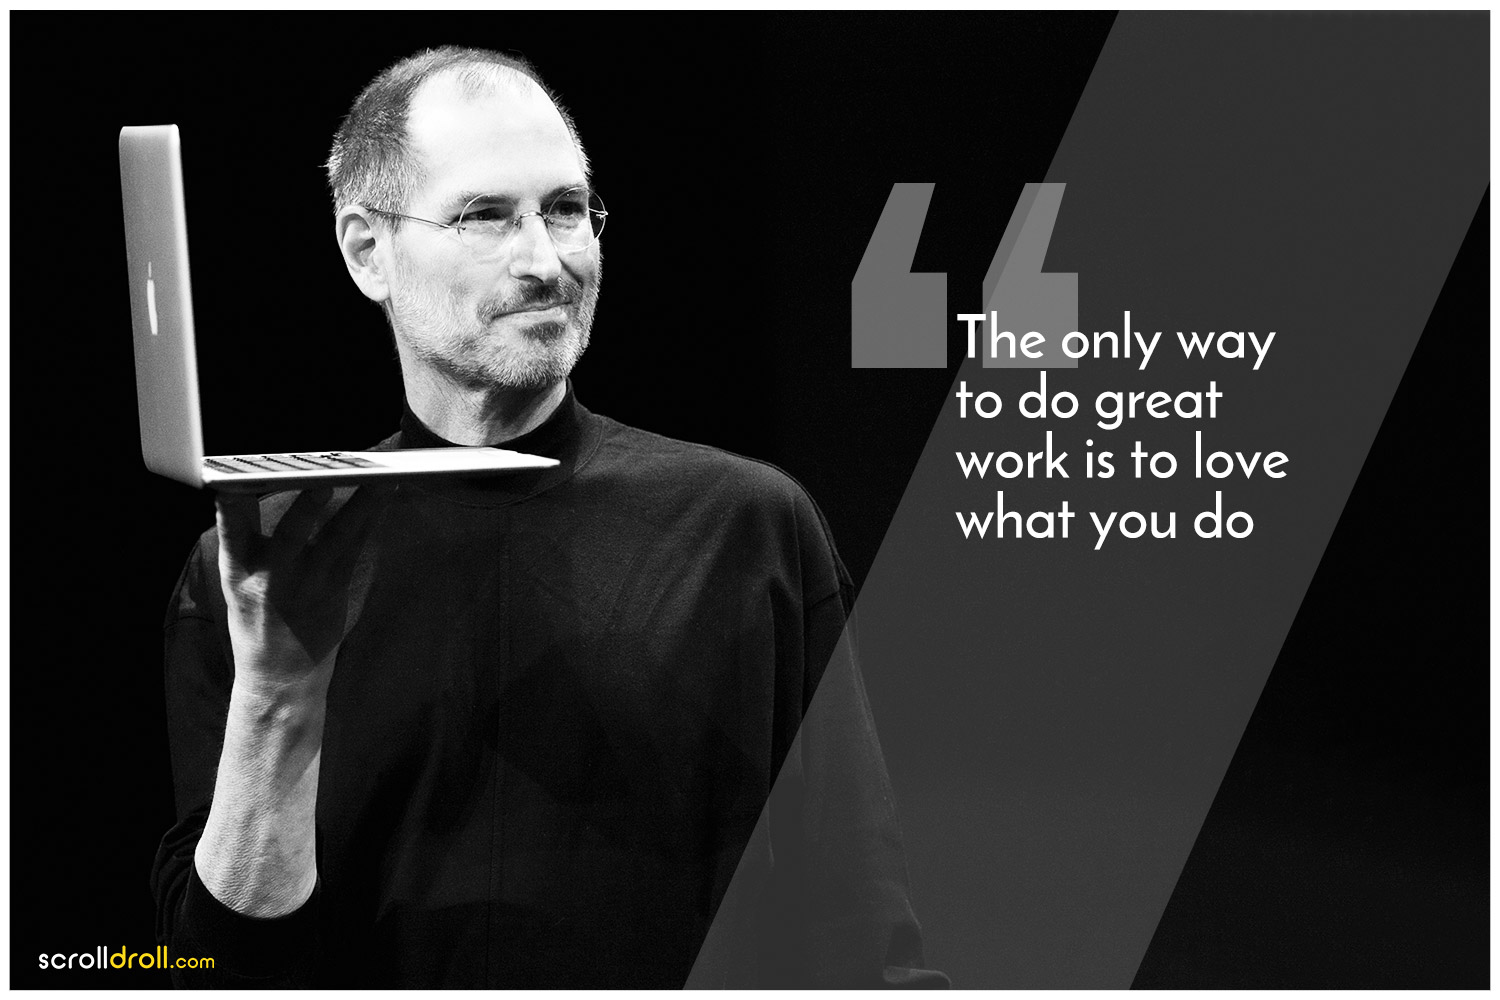 The only way
to do great
work is to love
what you do
scrolldroll.com